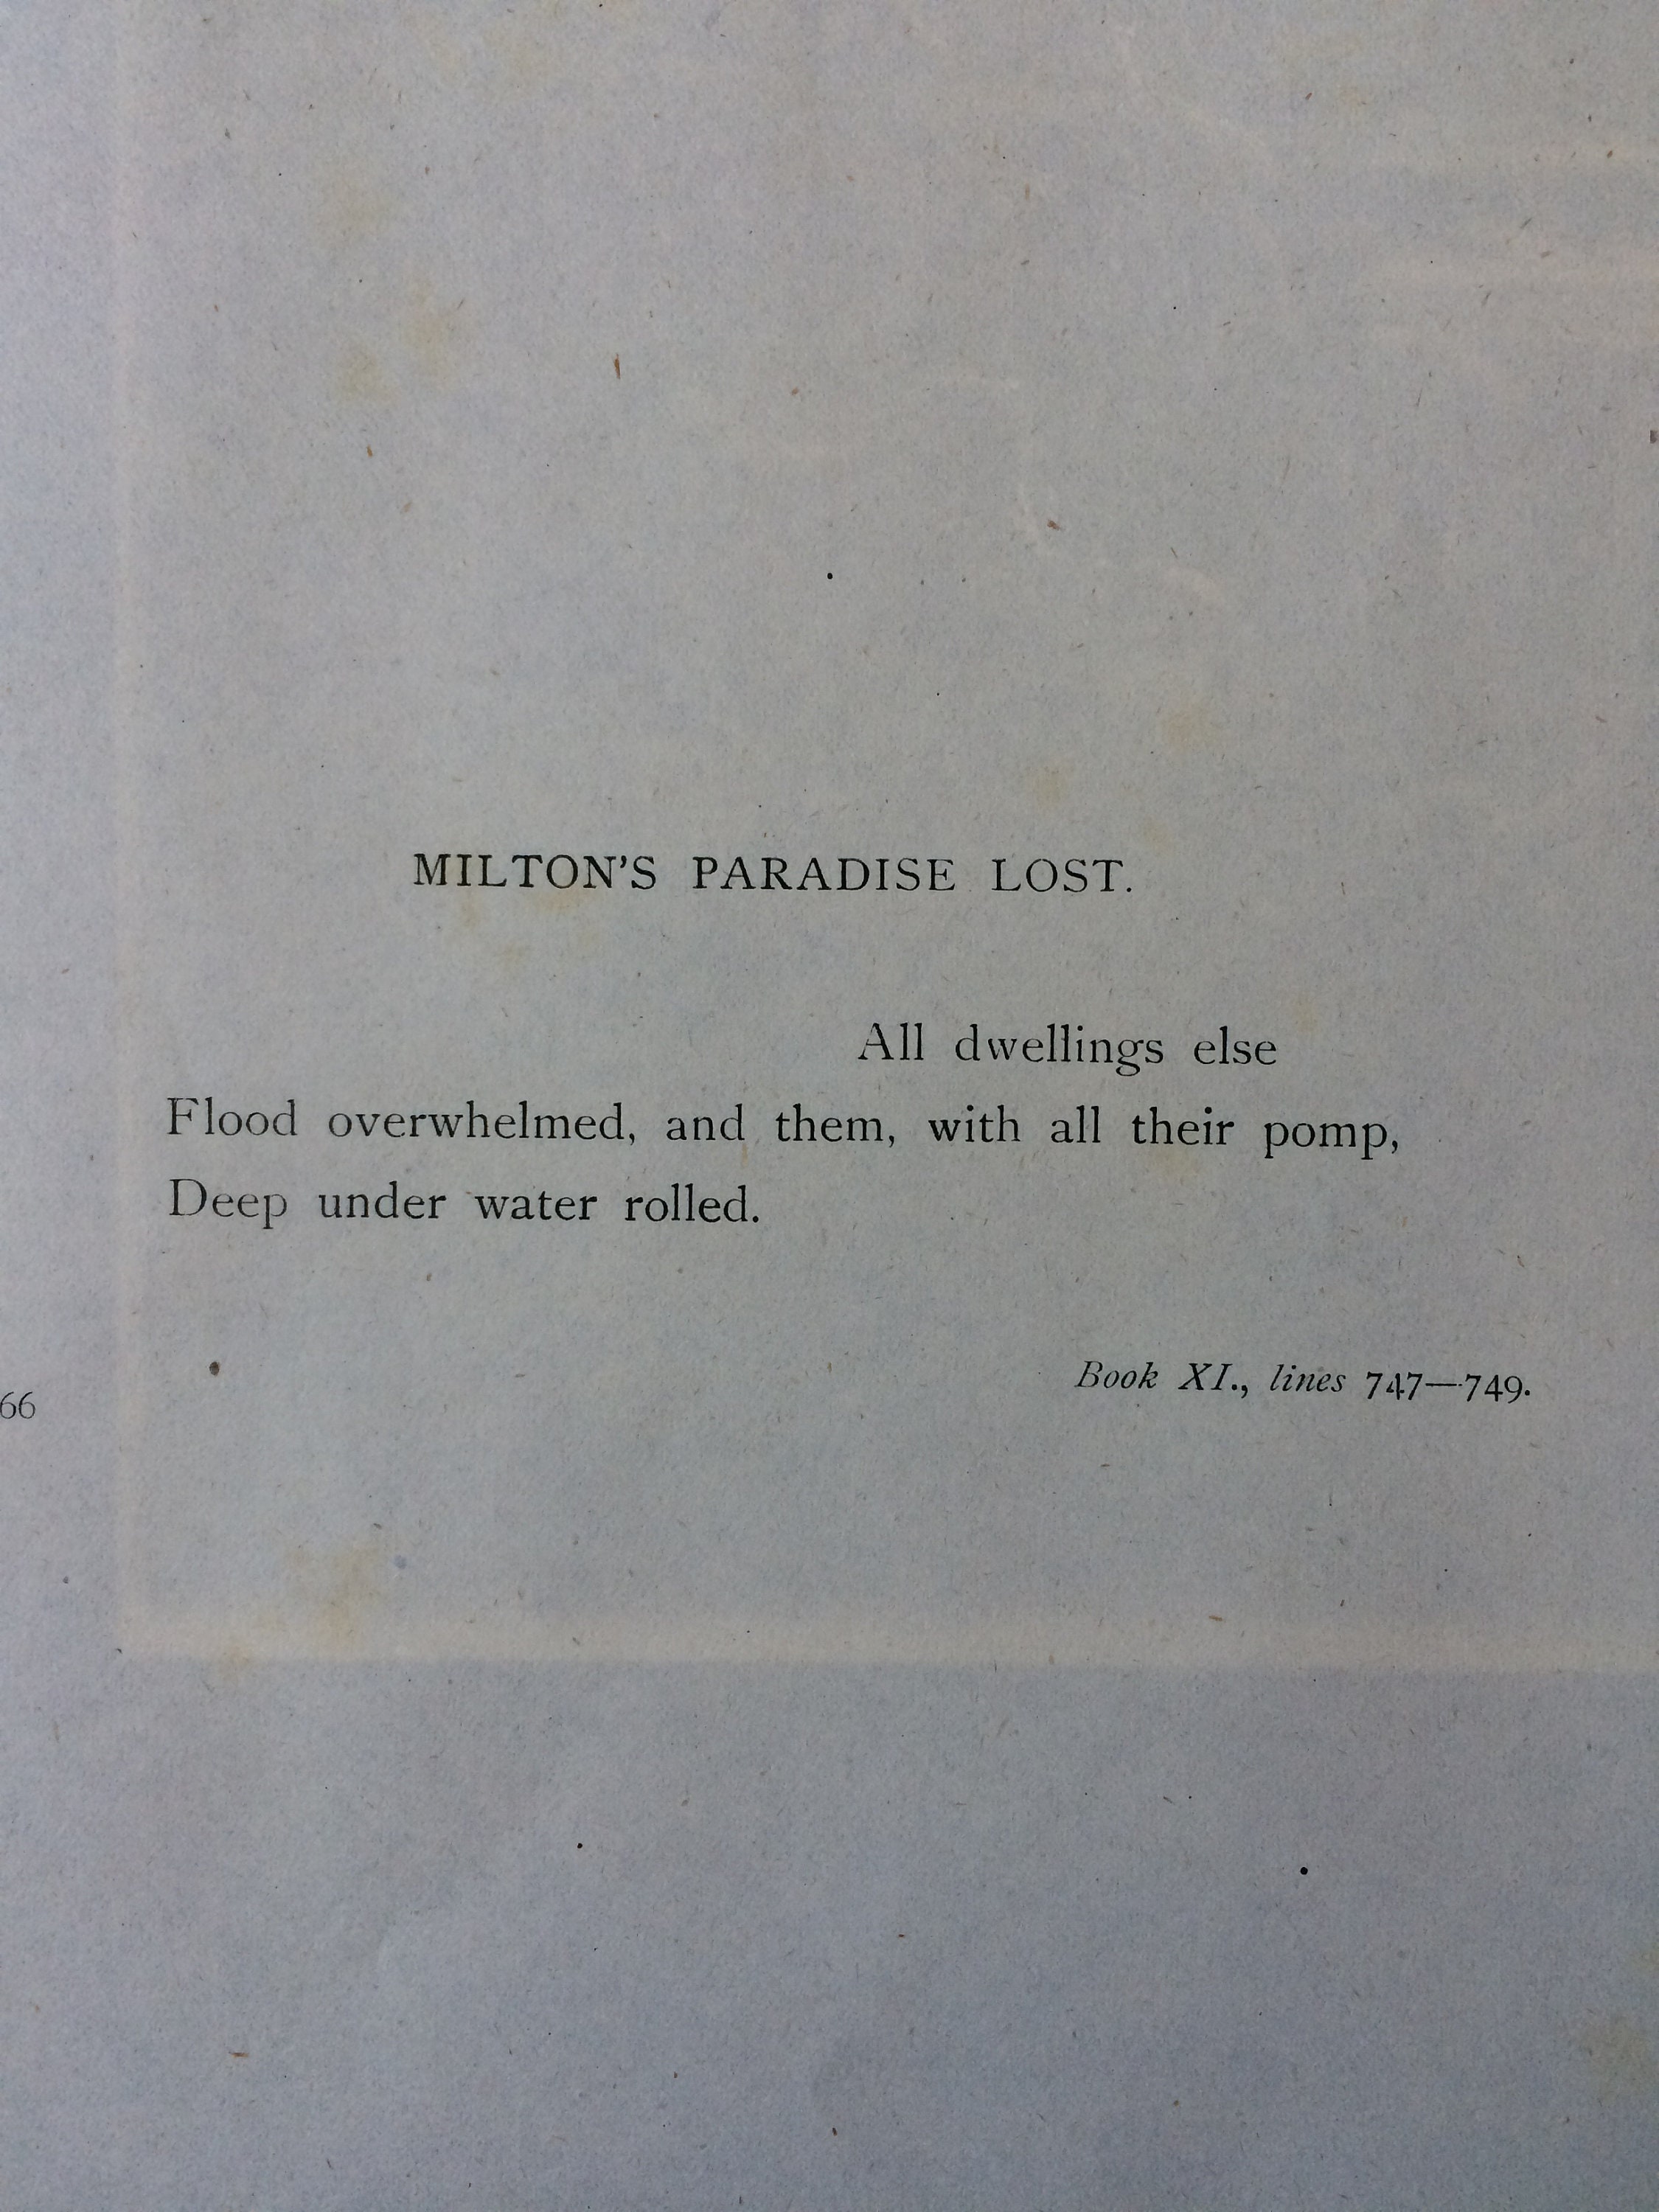 MILTON'S PARADISE LOST.
All dwellings else
Flood overwhelmed, and them, with all their pomp,
Deep under water rolled.
Book XI., lines 747—749.
66